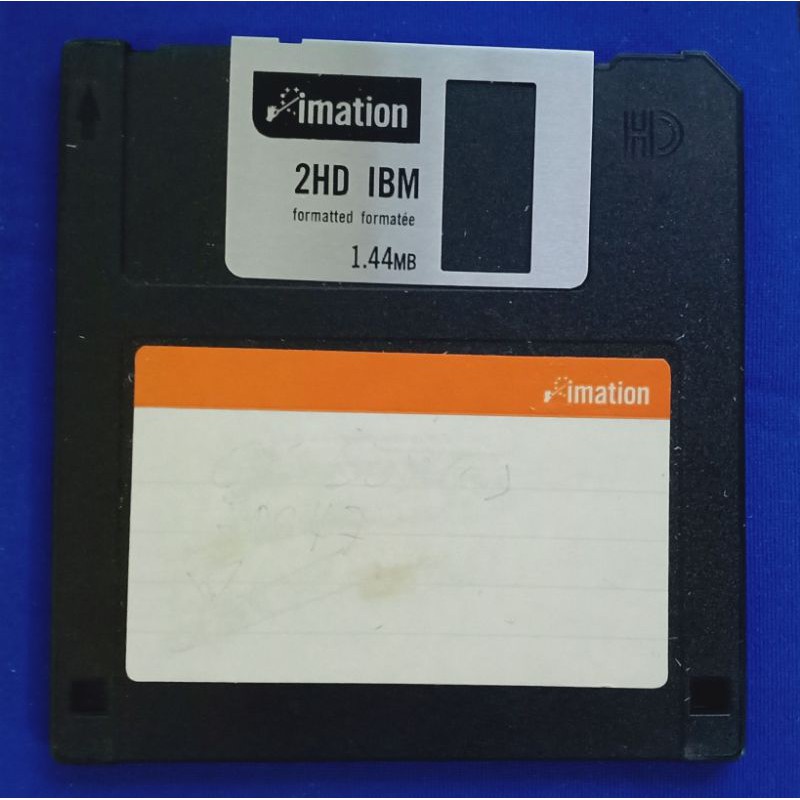 imation
HD
2HD IBM
formatted formatée
1.44MB
imation